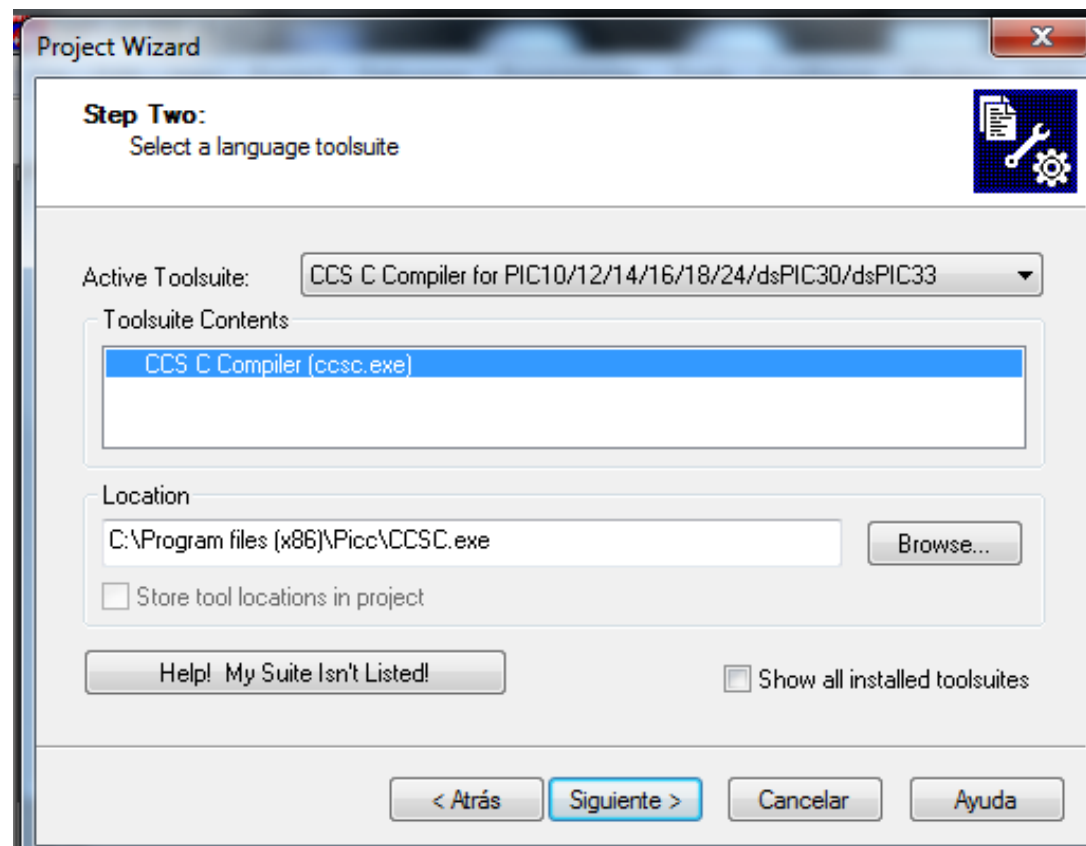 Project Wizard
Step Two:
Select a language toolsuite
Active Toolsuite:
CCS C Compiler for PIC10/12/14/16/18/24/dsPIC30/dsPIC33
Toolsuite Contents
CCS C Compiler (ccsc.exe)
Location
C:\Program files (x86)\Picc\CCSC.exe
Browse...
Store tool locations in project
Help! My Suite Isn't Listed!
Show all installed toolsuites
< Atrás
Siguiente >
Cancelar
Ayuda